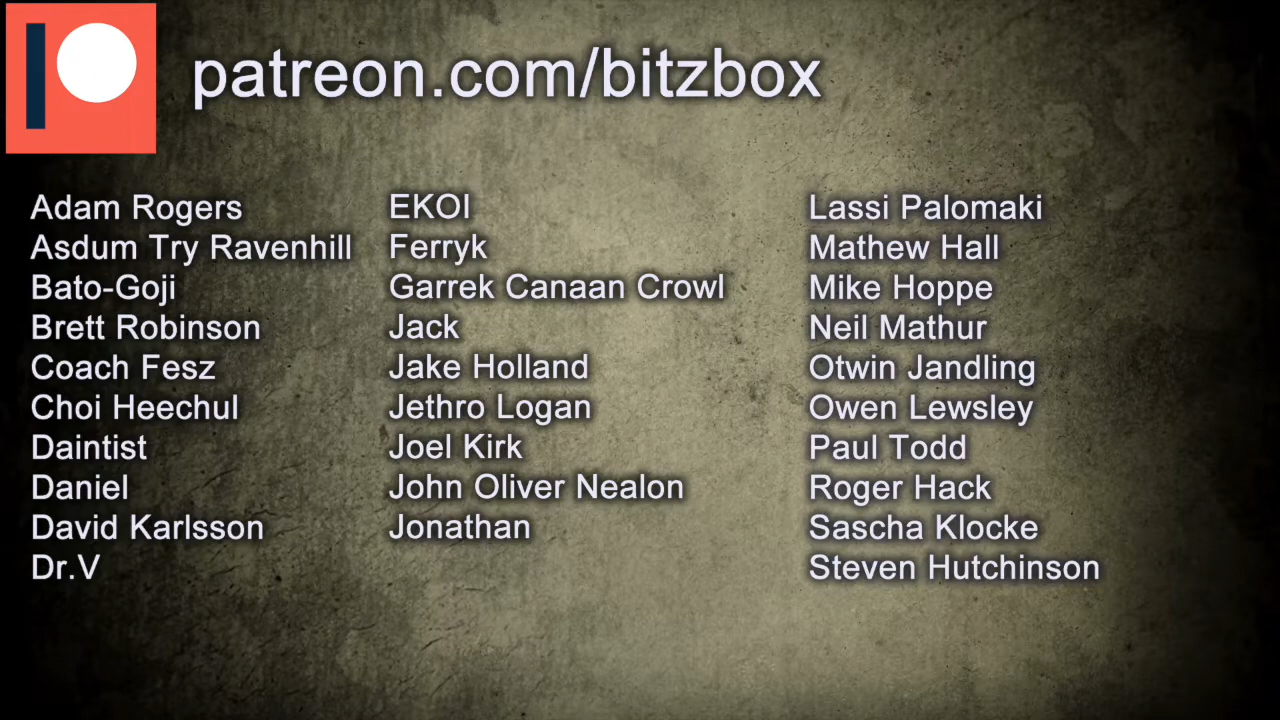 patreon.com/bitzbox
Adam Rogers
Asdum Try Ravenhill
Bato-Goji
Brett Robinson
Coach Fesz
Choi Heechul
Daintist
Daniel
David Karlsson
Dr.V
EKOI
Ferryk
Garrek Canaan Crowl
Jack
Jake Holland
Jethro Logan
Joel Kirk
John Oliver Nealon
Jonathan
Lassi Palomaki
Mathew Hall
Mike Hoppe
Neil Mathur
Otwin Jandling
Owen Lewsley
Paul Todd
Roger Hack
Sascha Klocke
Steven Hutchinson